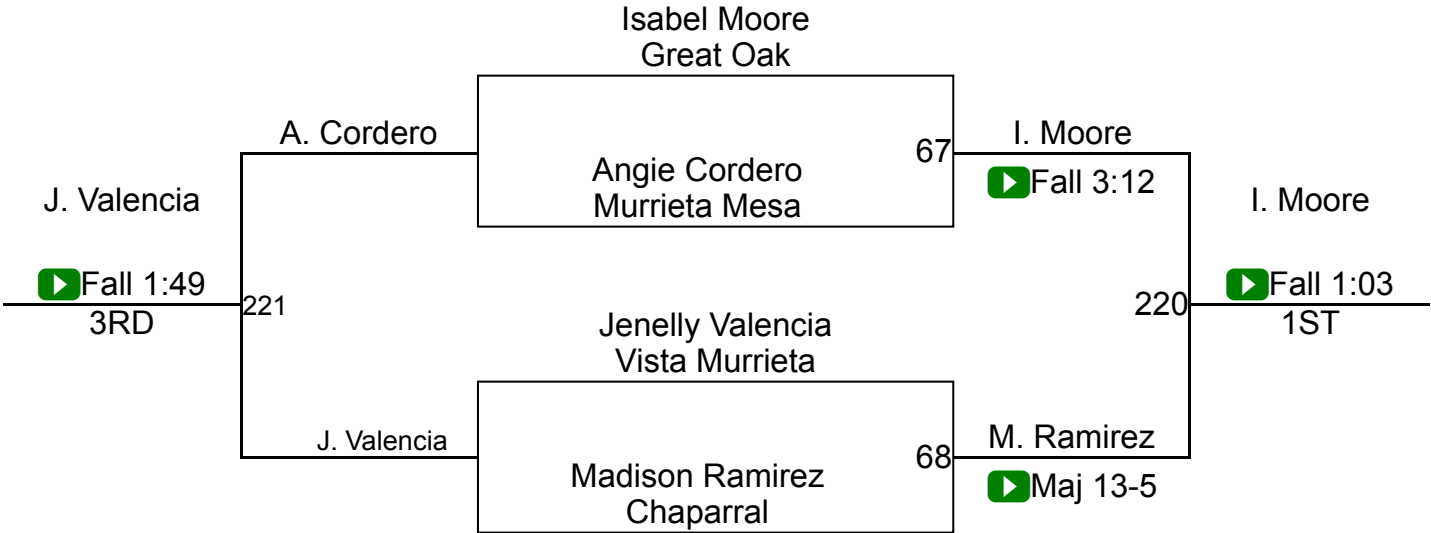 Isabel Moore
Great Oak
A. Cordero
67
I. Moore
Angie Cordero
Murrieta Mesa
Fall 3:12
J. Valencia
I. Moore
Fall 1:49
221
3RD
220
Fall 1:03
1ST
Jenelly Valencia
Vista Murrieta
J. Valencia
68
M. Ramirez
Madison Ramirez
Chaparral
Maj 13-5